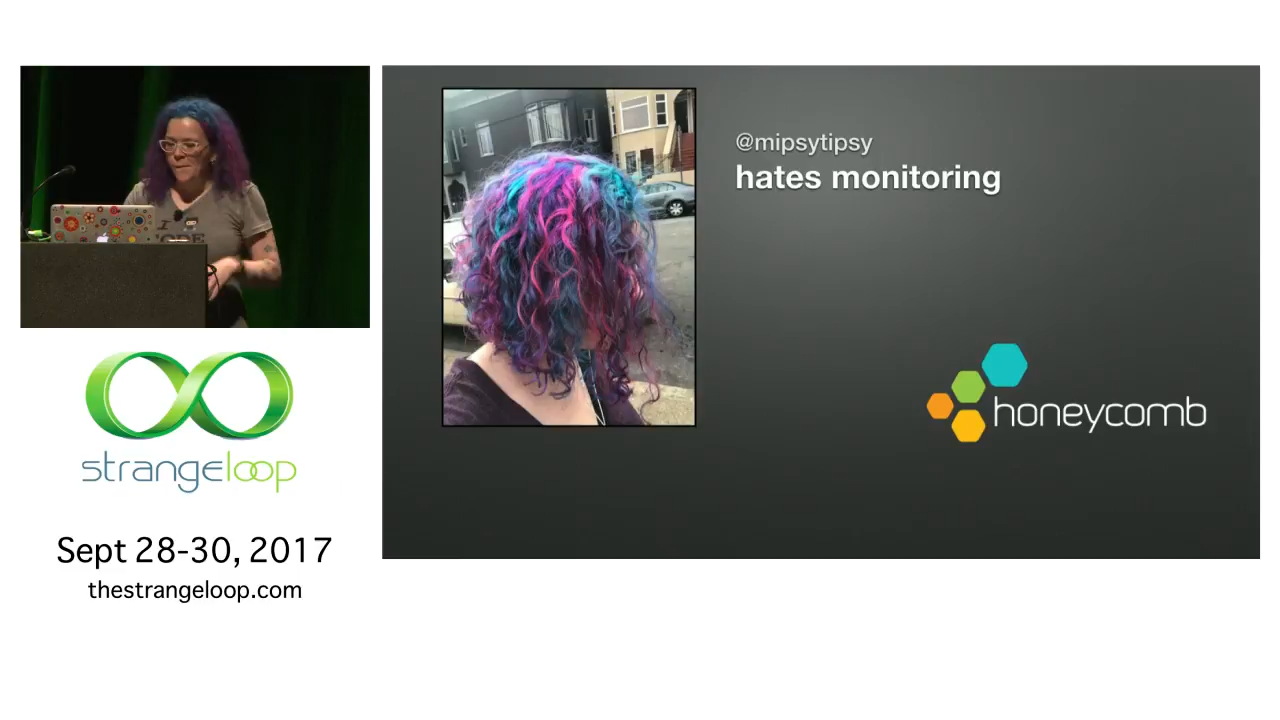 @mipsytipsy
hates monitoring
honeycomb
strangeloop
Sept 28-30, 2017
thestrangeloop.com